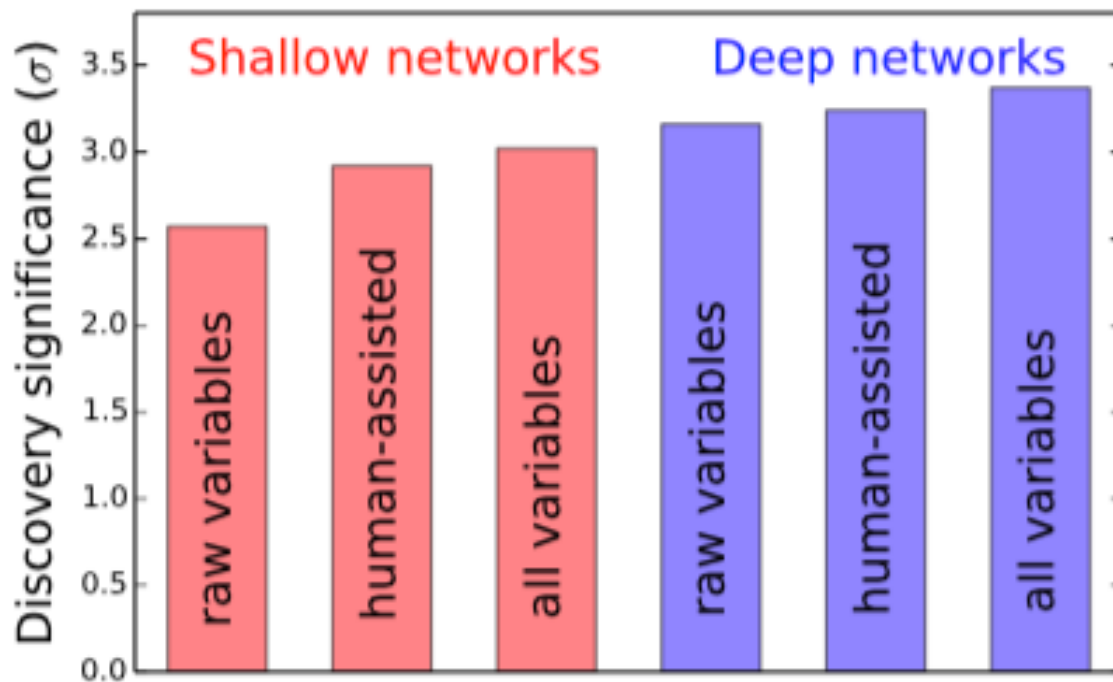 Shallow networks
Deep networks
Discovery significance (σ)
3.5
3.0
2.5
2.0
1.5
1.0
0.5
0.0
raw variables
human-assisted
all variables
raw variables
human-assisted
all variables